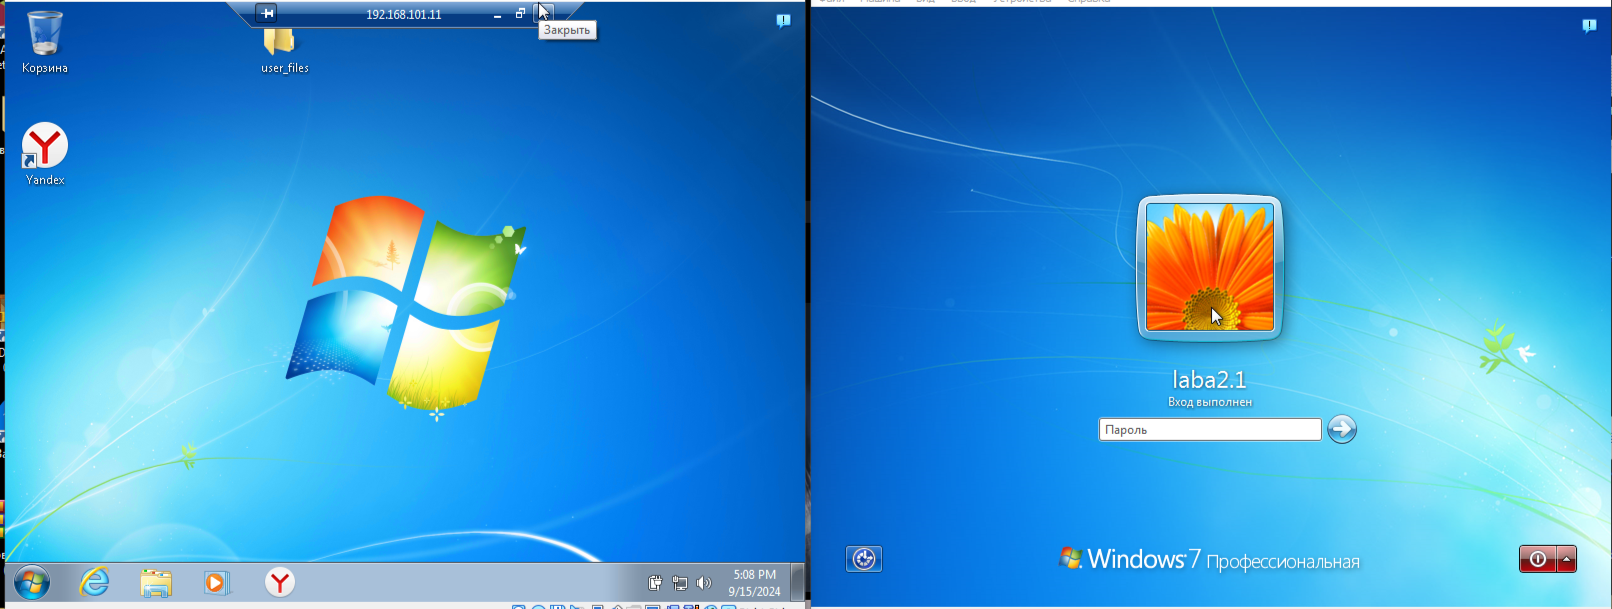 192.168.101.11
Закрыть
Корзина
user_files
Yandex
5:08 PM
9/15/2024
laba2.1
Вход выполнен
Пароль
Windows 7 Профессиональная